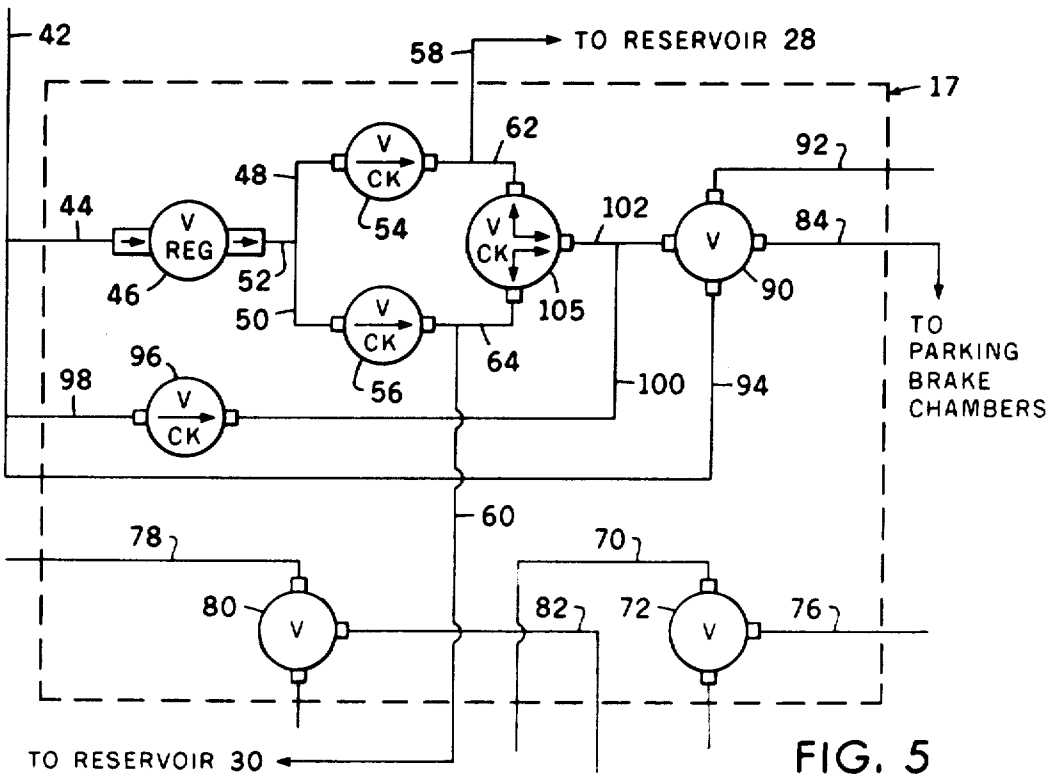 42
58
TO RESERVOIR 28
17
62
92
V
CK
48
54
44
102
84
V
REG
V
CK
V
46
52
105
90
50
V
CK
64
56
TO
PARKING
BRAKE
CHAMBERS
96
100
94
98
V
CK
60
78
70
80
V
82
72
V
76
TO RESERVOIR 30
FIG. 5